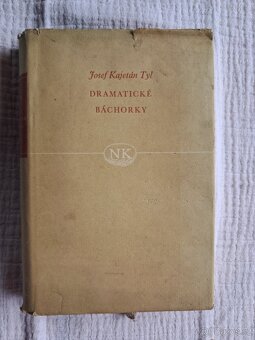 Josef Kajetán Tyl
DRAMATICKÉ
BÁCHORKY
NK